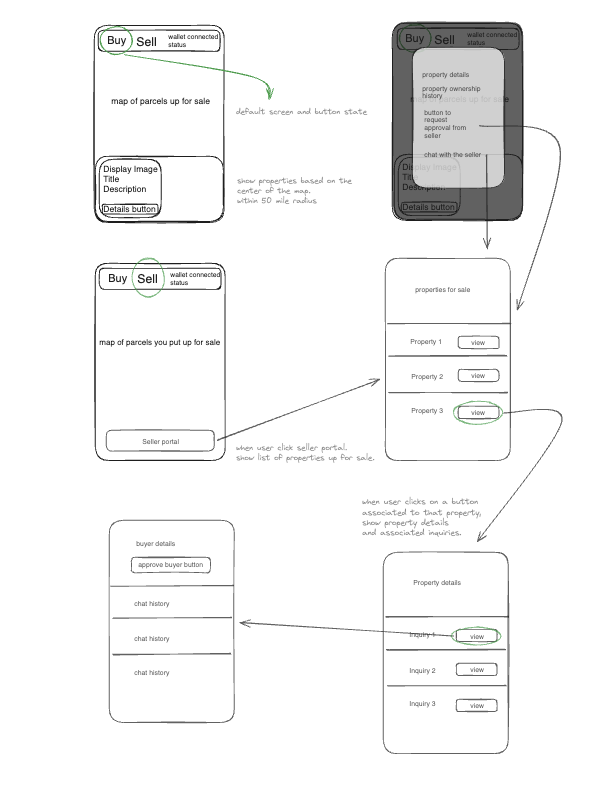 Buy Sell wallet connected
status
map of parcels up for sale
Display Image
Title
Description
Details button
default screen and button state
show properties based on the
center of the map.
within 50 mile radius
Buy Sell wallet connected
status
property details
property ownership
history
map of parcels up for sale
button to
request
approval from
seller
chat with the seller
Display Image
Title
Description
Details button
Buy Sell wallet connected
status
map of parcels you put up for sale
Seller portal
when user click seller portal,
show list of properties up for sale.
properties for sale
Property 1 view
Property 2 view
Property 3 view
when user clicks on a button
associated to that property,
show property details
and associated inquiries.
buyer details
approve buyer button
chat history
chat history
chat history
Property details
Inquiry 1 view
Inquiry 2 view
Inquiry 3 view